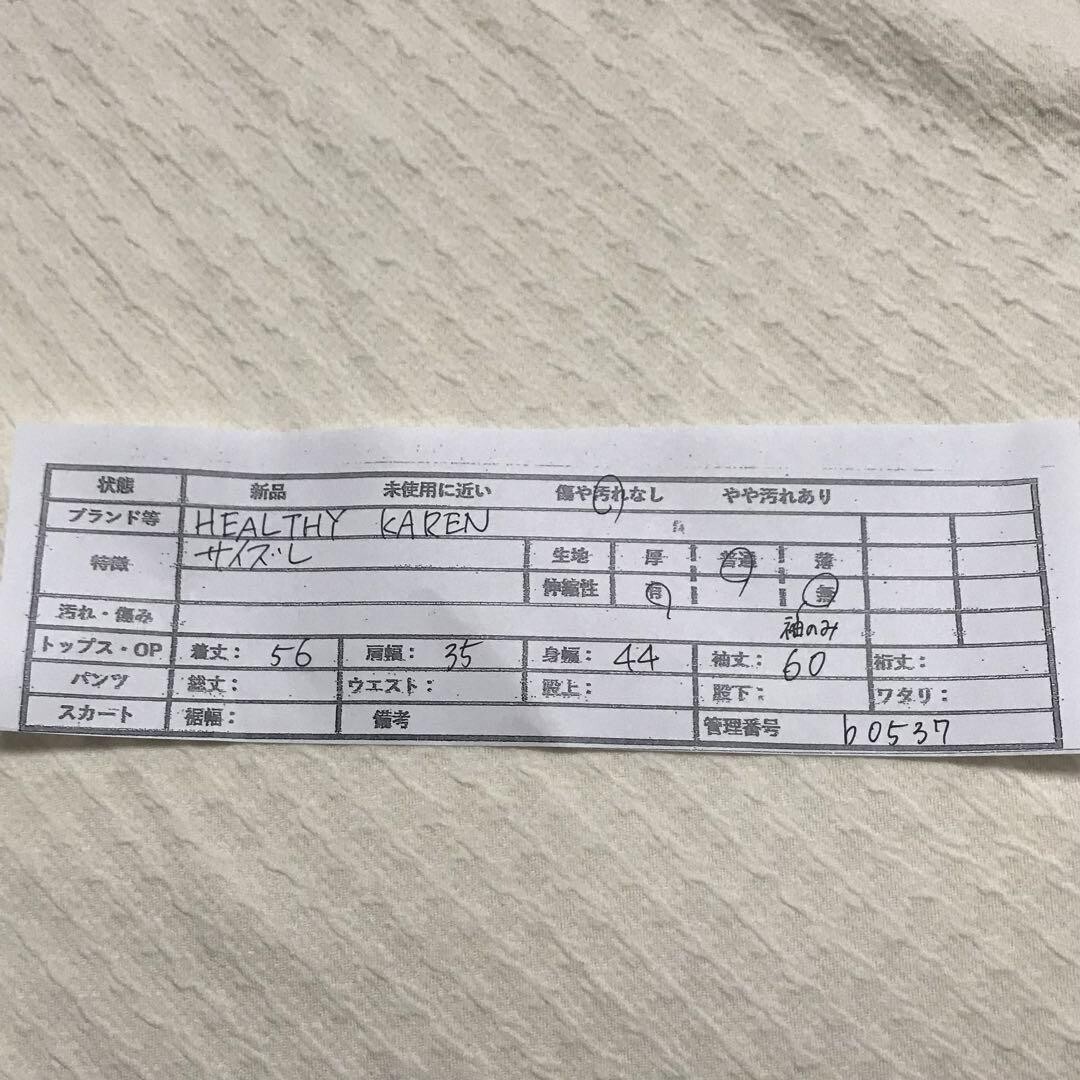 状態 新品 未使用に近い 傷や汚れなし やや汚れあり
ブランド等 HEALTHY KAREN
特徴 サイズL 生地 厚 普通 薄
伸縮性 有 無
汚れ・傷み 袖のみ
トップス・OP 着丈: 56 肩幅: 35 身幅: 44 袖丈: 60 裄丈:
パンツ 総丈: ウエスト: 股上: 股下: ワタリ:
スカート 裾幅: 備考 管理番号 b0537